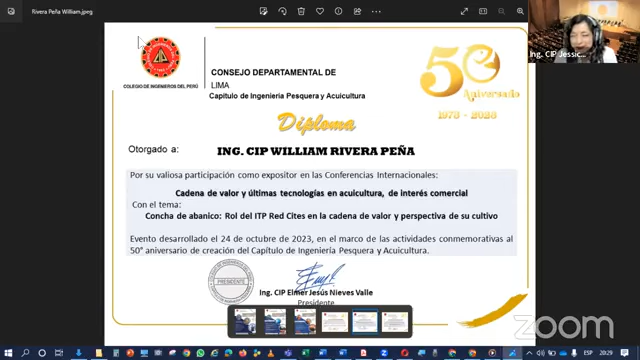 Rivera Peña William.jpeg
Ing. CIP Jessic...
COLEGIO DE INGENIEROS DEL PERÚ
CONSEJO DEPARTAMENTAL DE
LIMA
Capítulo de Ingeniería Pesquera y Acuicultura
50
Aniversario
1973 - 2023
Diploma
Otorgado a:
ING. CIP WILLIAM RIVERA PEÑA
Por su valiosa participación como expositor en las Conferencias Internacionales:
Cadena de valor y últimas tecnologías en acuicultura, de interés comercial
Con el tema:
Concha de abanico: Rol del ITP Red Cites en la cadena de valor y perspectiva de su cultivo
Evento desarrollado el 24 de octubre de 2023, en el marco de las actividades conmemorativas al
50° aniversario de creación del Capítulo de Ingeniería Pesquera y Acuicultura.
PRESIDENTE
Ing. CIP Elmer Jesús Nieves Valle
Presidente
zoom
ESP
20:29